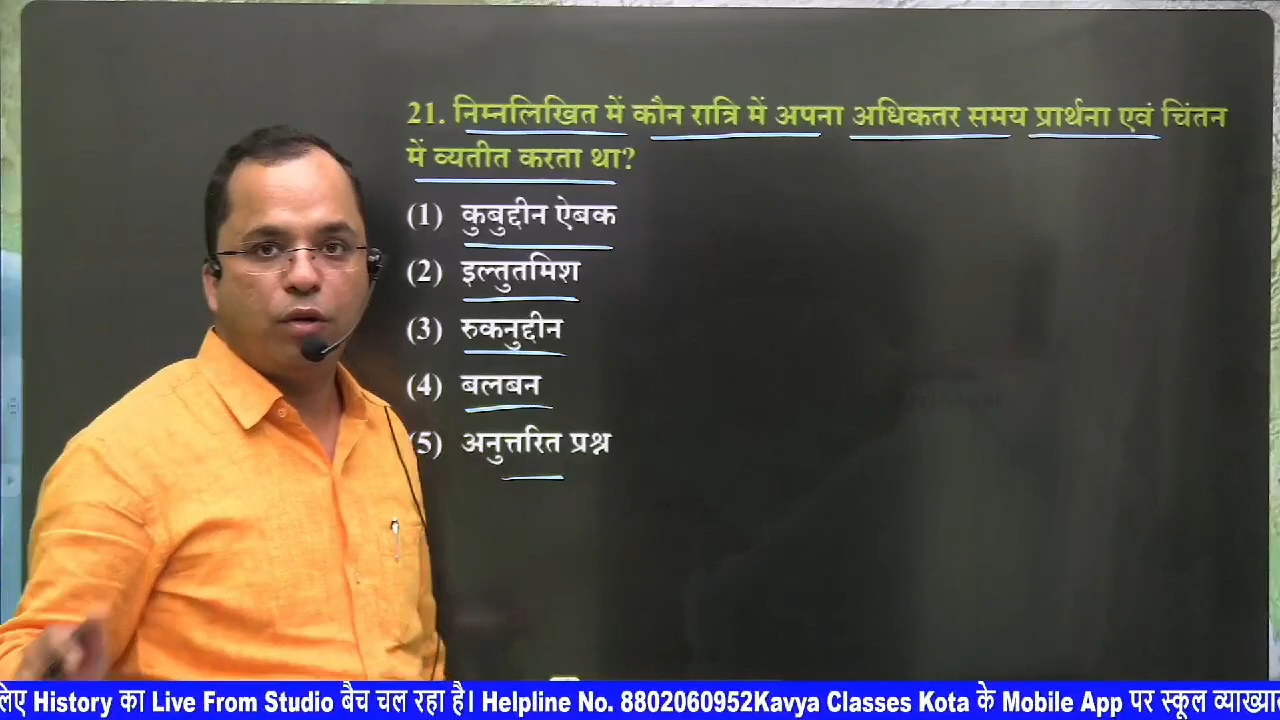 21. निम्नलिखित में कौन रात्रि में अपना अधिकतर समय प्रार्थना एवं चिंतन
में व्यतीत करता था?
(1) कुबुद्दीन ऐबक
(2) इल्तुतमिश
(3) रुकनुद्दीन
(4) बलबन
(5) अनुत्तरित प्रश्न
लिए History का Live From Studio बैच चल रहा है। Helpline No. 8802060952Kavya Classes Kota के Mobile App पर स्कूल व्याख्या